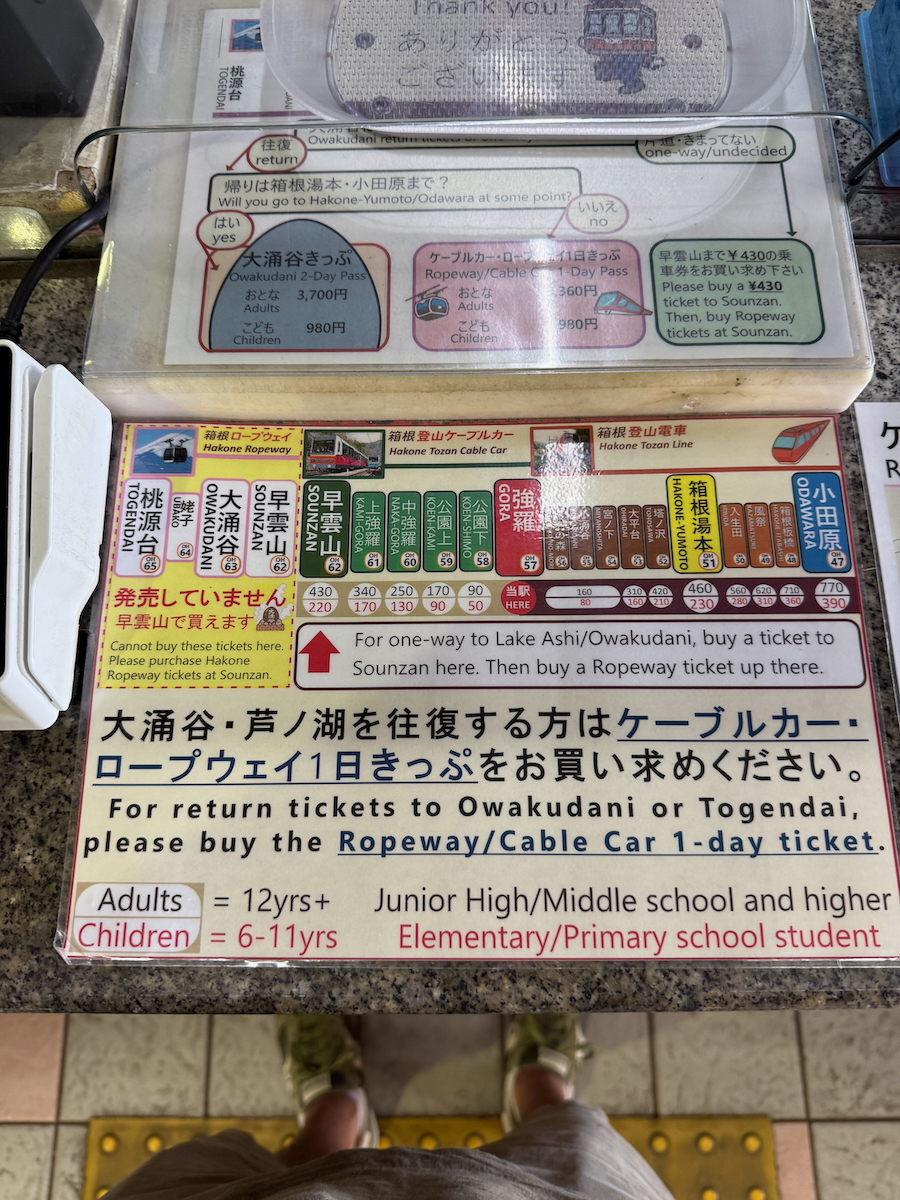 Thank you!
ありがとう
ございます
桃源台
TOGENDAI
Owakudani return tickets
往復
return
片道・きまってない
one-way/undecided
帰りは箱根湯本・小田原まで？
Will you go to Hakone-Yumoto/Odawara at some point?
はい
yes
いいえ
no
大涌谷きっぷ
Owakudani 2-Day Pass
おとな 3,700円
Adults
こども 980円
Children
ケーブルカー・ロープウェイ1日きっぷ
Ropeway/Cable Car 1-Day Pass
おとな 360円
Adults
こども 980円
Children
早雲山まで￥430の乗
車券をお買い求め下さい
Please buy a ¥430
ticket to Sounzan.
Then, buy Ropeway
tickets at Sounzan.
箱根ロープウェイ
Hakone Ropeway
箱根登山ケーブルカー
Hakone Tozan Cable Car
箱根登山電車
Hakone Tozan Line
桃源台 TOGENDAI OH 65
姥子 UBAKO OH 64
大涌谷 OWAKUDANI OH 63
早雲山 SOUNZAN OH 62
早雲山 SOUNZAN OH 62
上強羅 KAMI-GORA OH 61
中強羅 NAKA-GORA OH 60
公園上 KOEN-KAMI OH 59
公園下 KOEN-SHIMO OH 58
強羅 GORA OH 57
56
55
宮ノ下 54
大平台 53
塔ノ沢 52
箱根湯本 HAKONE-YUMOTO OH 51
入生田 50
風祭 49
箱根板橋 48
小田原 ODAWARA OH 47
430 340 250 170 90 当駅 160 310 420 460 560 620 710 770
220 170 130 90 50 HERE 80 160 210 230 280 310 360 390
発売していません
早雲山で買えます
Cannot buy these tickets here.
Please purchase Hakone
Ropeway tickets at Sounzan.
For one-way to Lake Ashi/Owakudani, buy a ticket to
Sounzan here. Then buy a Ropeway ticket up there.
大涌谷・芦ノ湖を往復する方はケーブルカー・
ロープウェイ1日きっぷをお買い求めください。
For return tickets to Owakudani or Togendai,
please buy the Ropeway/Cable Car 1-day ticket.
Adults = 12yrs+ Junior High/Middle school and higher
Children = 6-11yrs Elementary/Primary school student